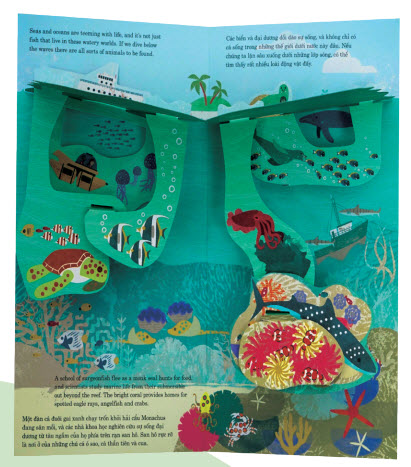 Seas and oceans are teeming with life, and it's not just
fish that live in these watery worlds. If we dive below
the waves there are all sorts of animals to be found.
Các biển và đại dương dồi dào sự sống, và không chỉ có
cá sống trong những thế giới dưới nước này đâu. Nếu
chúng ta lặn sâu xuống dưới những lớp sóng, có thể
tìm thấy rất nhiều loài động vật đấy.
A school of surgeonfish flee as a monk seal hunts for food,
and scientists study marine life from their submersible
out beyond the reef. The bright coral provides homes for
spotted eagle rays, angelfish and crabs.
Một đàn cá đuôi gai xanh chạy trốn khỏi hải cẩu Monachus
đang săn mồi, và các nhà khoa học nghiên cứu sự sống đại
dương từ tàu ngầm của họ phía trên rạn san hô. San hô rực rỡ
là nơi ở của những chú cá ó sao, cá thần tiên và cua.